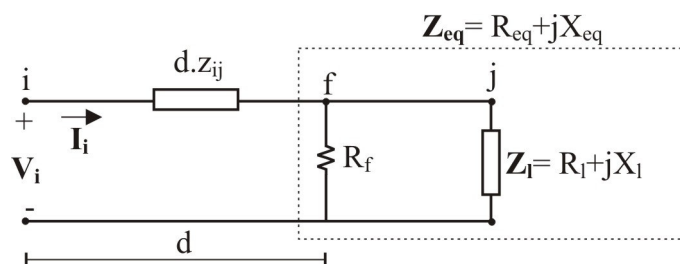 Zeq= Req+jXeq
i
d.zij
f
j
+
Ii
Vi
Rf
Zl= Rl+jXl
-
d